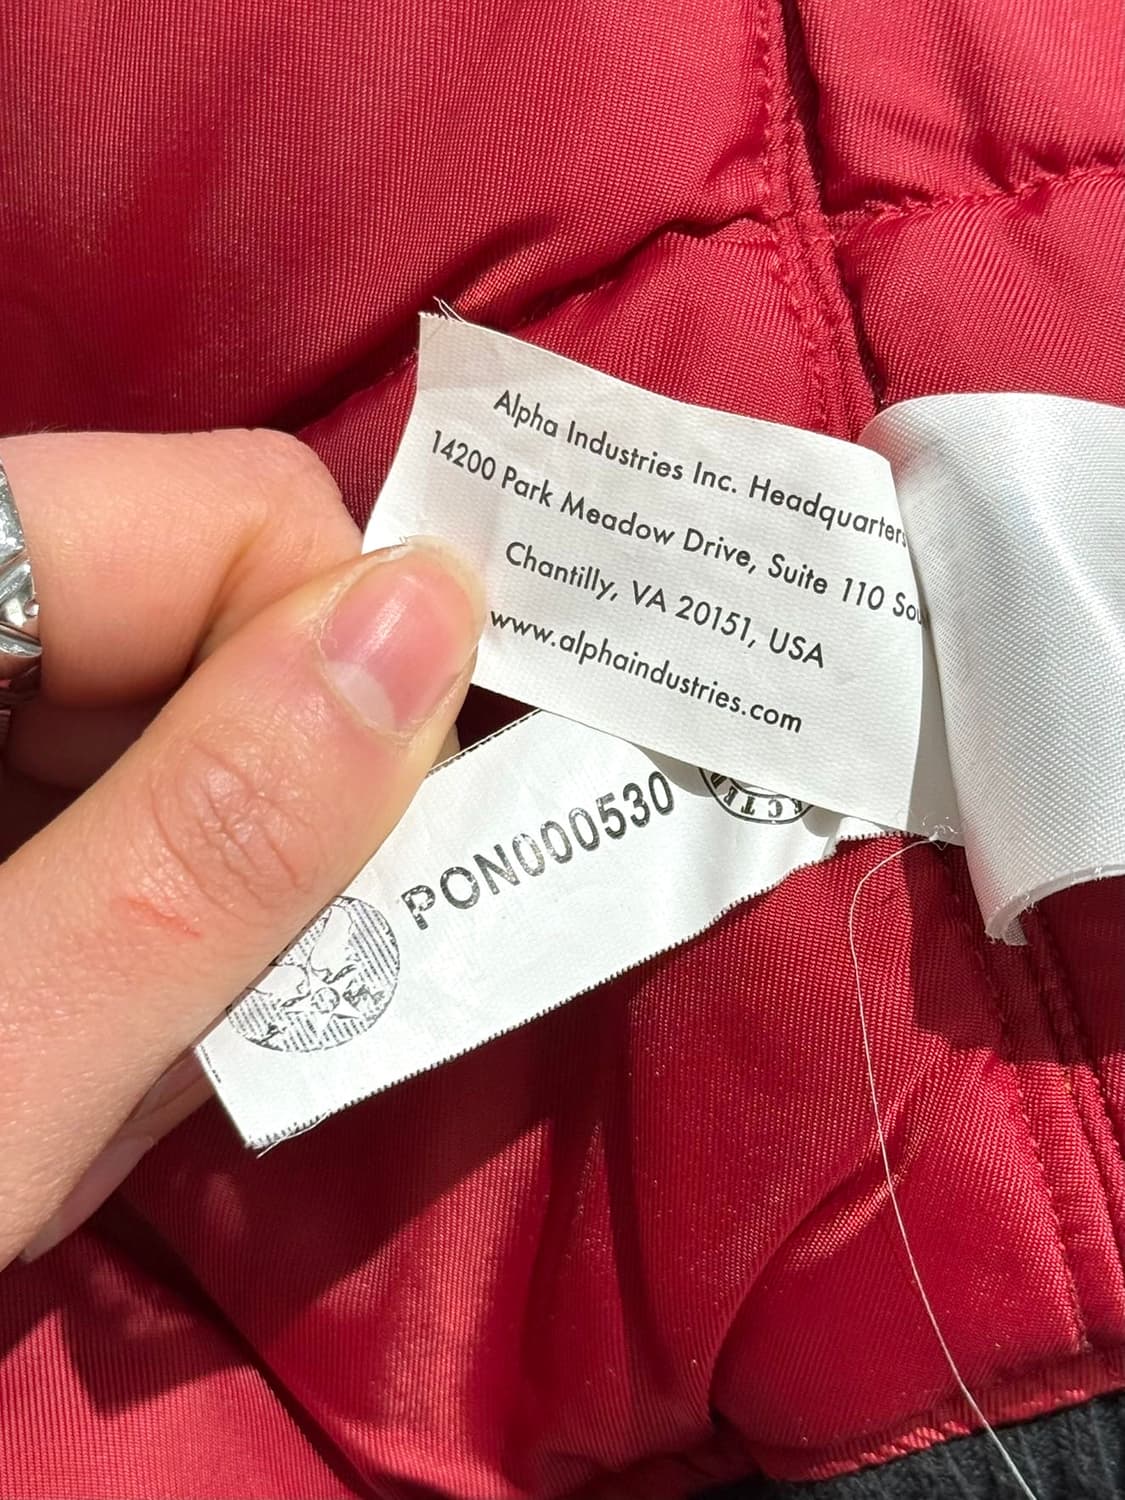 Alpha Industries Inc. Headquarters
14200 Park Meadow Drive, Suite 110
Chantilly, VA 20151, USA
www.alphaindustries.com
PON000530